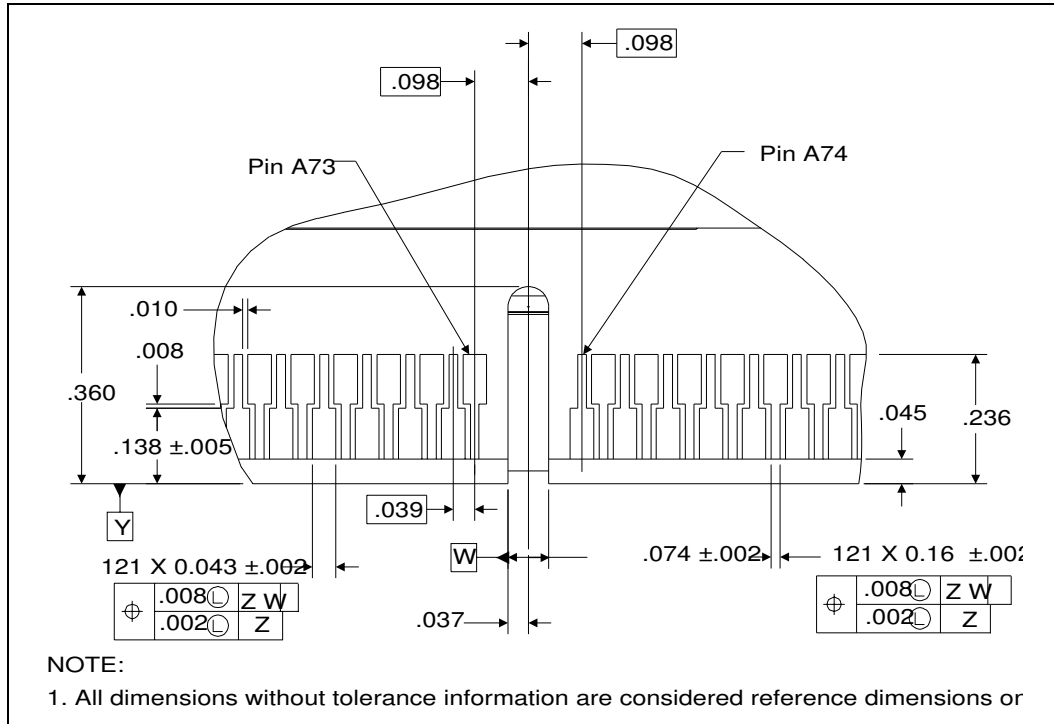 .098
.098
Pin A73
Pin A74
.010
.008
.360
.138 ±.005
.045
.236
.039
Y
W
.074 ±.002
121 X 0.16 ±.002
121 X 0.043 ±.002
.008 Ⓛ Z W
.002 Ⓛ Z
.008 Ⓛ Z W
.002 Ⓛ Z
.037
NOTE:
1. All dimensions without tolerance information are considered reference dimensions or